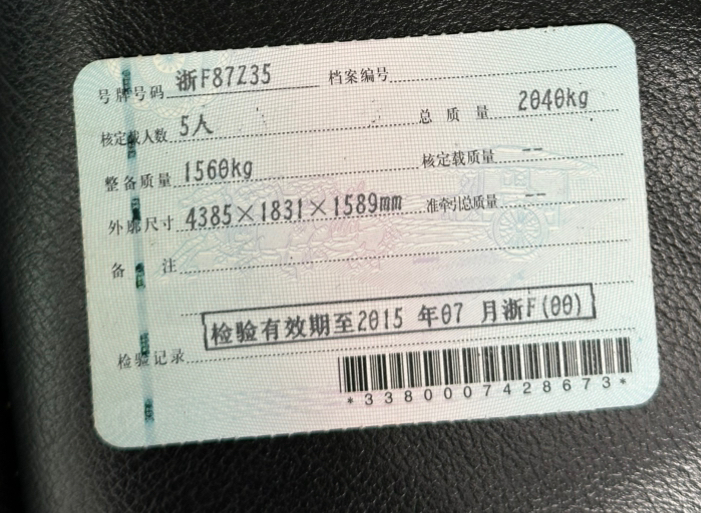 号牌号码 浙F87Z35 档案编号
核定载人数 5人 总质量 2040kg
整备质量 1560kg 核定载质量 --
外廓尺寸 4385×1831×1589mm 准牵引总质量 --
备注
检验有效期至2015 年07 月浙F(00)
检验记录
*3380007428673*